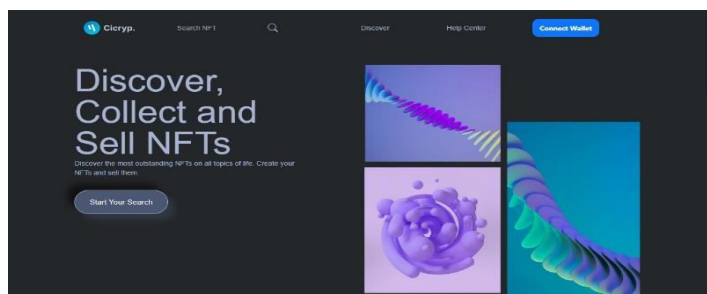 Cicryp.
Search NFT
Discover
Help Center
Connect Wallet
Discover,
Collect and
Sell NFTs
Discover the most outstanding NFTs on all topics of life. Create your
NFTs and sell them
Start Your Search